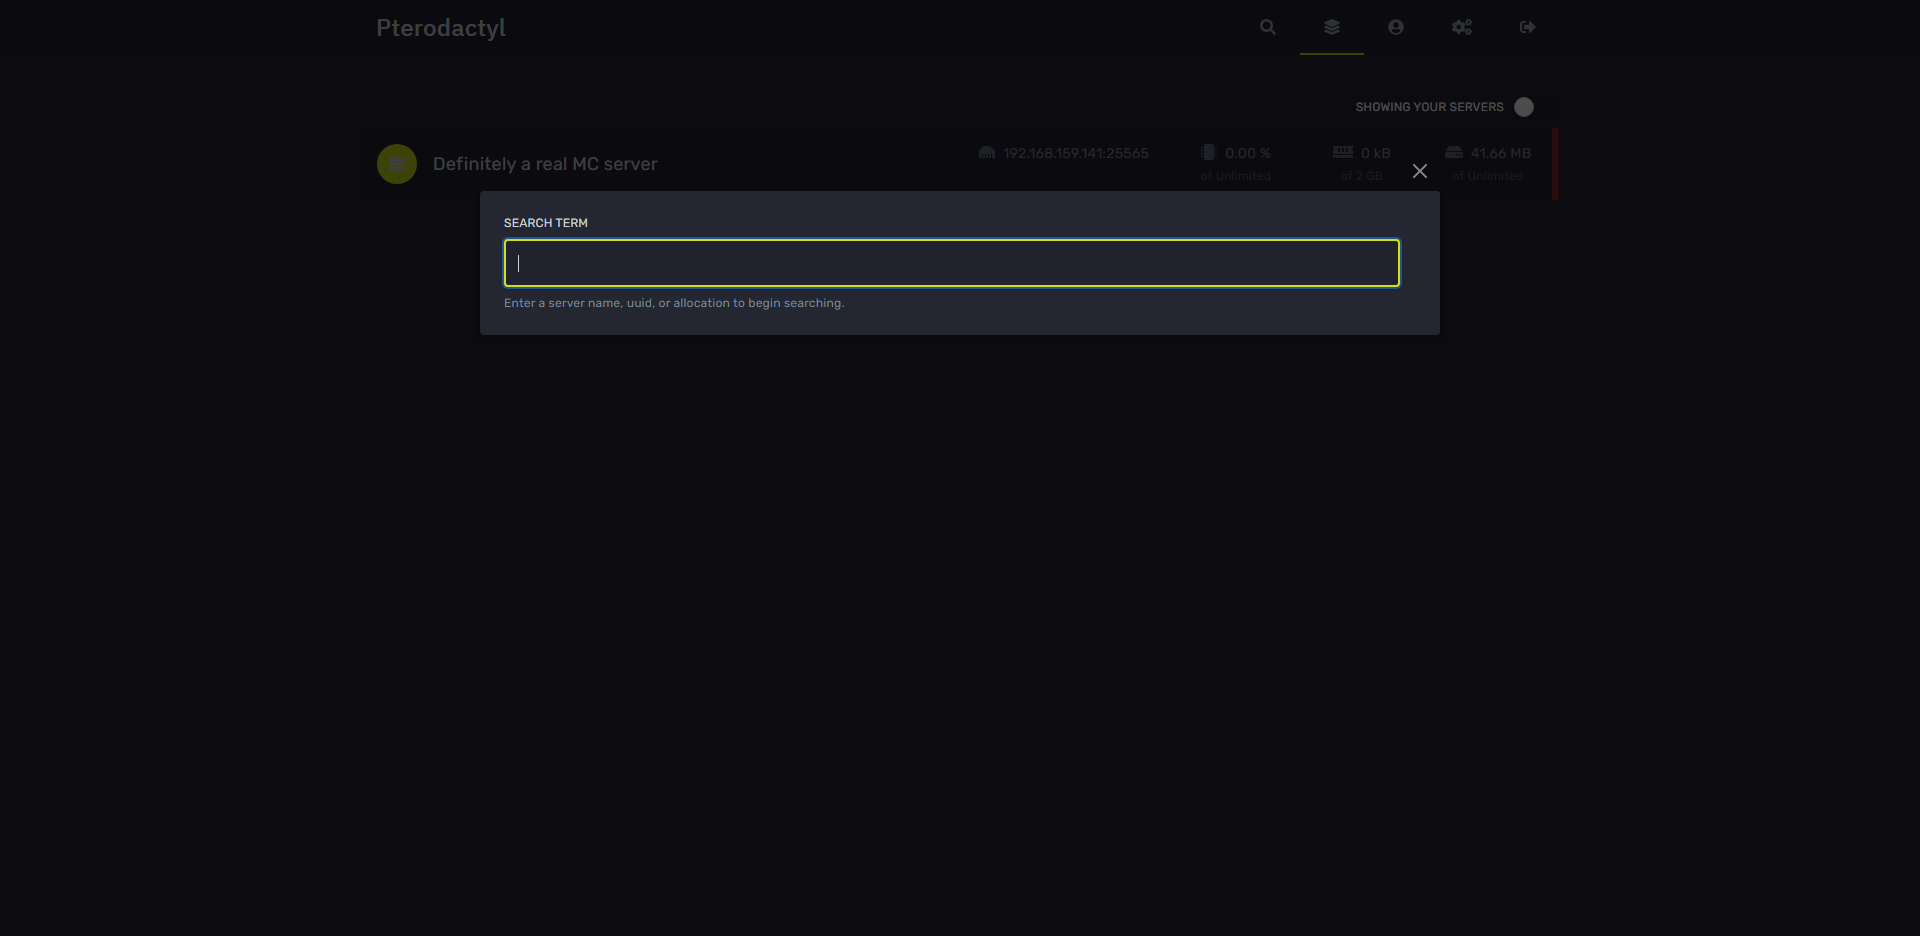 Pterodactyl
SHOWING YOUR SERVERS
Definitely a real MC server
192.168.159.141:25565
0.00 %
of Unlimited
0 kB
of 2 GB
41.66 MB
of Unlimited
SEARCH TERM
Enter a server name, uuid, or allocation to begin searching.